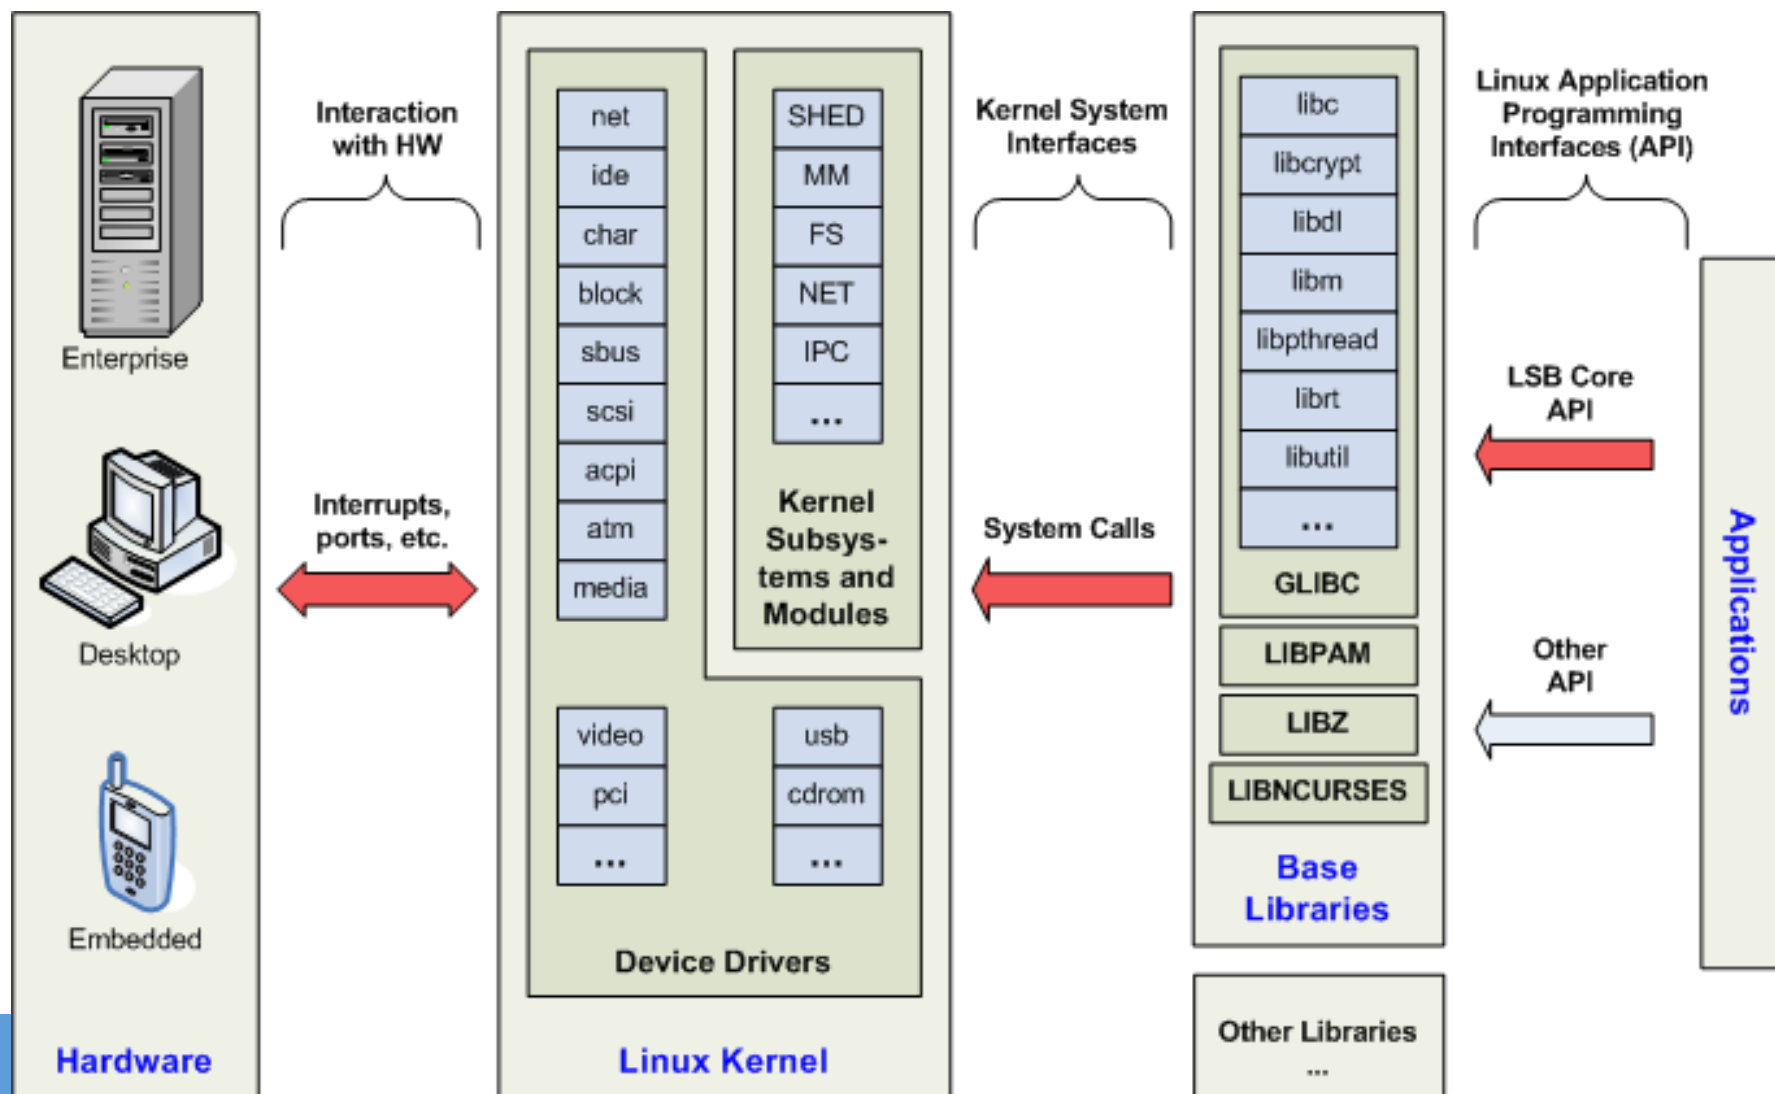 Enterprise
Desktop
Embedded
Hardware
Interaction
with HW
Interrupts,
ports, etc.
net
ide
char
block
sbus
scsi
acpi
atm
media
video
pci
...
usb
cdrom
...
Device Drivers
SHED
MM
FS
NET
IPC
...
Kernel
Subsys-
tems and
Modules
Linux Kernel
Kernel System
Interfaces
System Calls
libc
libcrypt
libdl
libm
libpthread
librt
libutil
...
GLIBC
LIBPAM
LIBZ
LIBNCURSES
Base
Libraries
Other Libraries
...
Linux Application
Programming
Interfaces (API)
LSB Core
API
Other
API
Applications